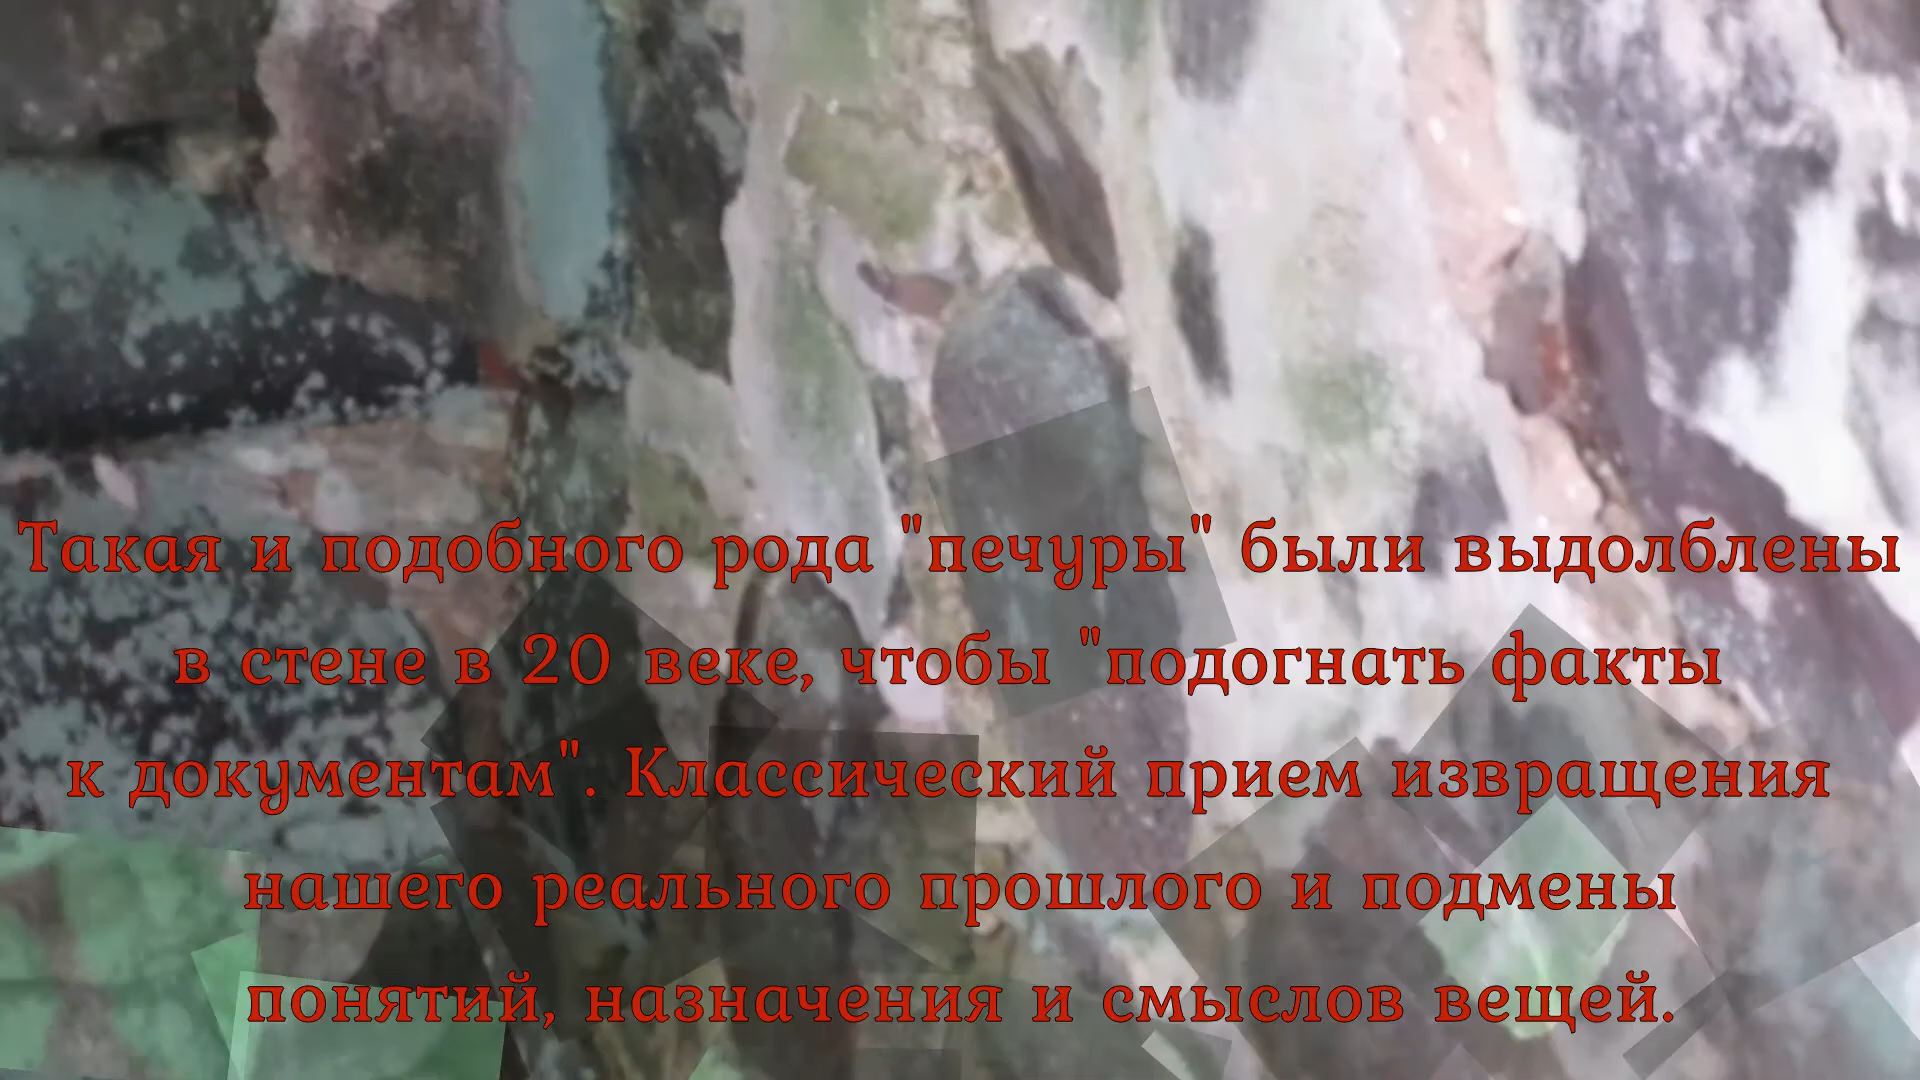 Такая и подобного рода "печуры" были выдолблены
в стене в 20 веке, чтобы "подогнать факты
к документам". Классический прием извращения
нашего реального прошлого и подмены
понятий, назначения и смыслов вещей.